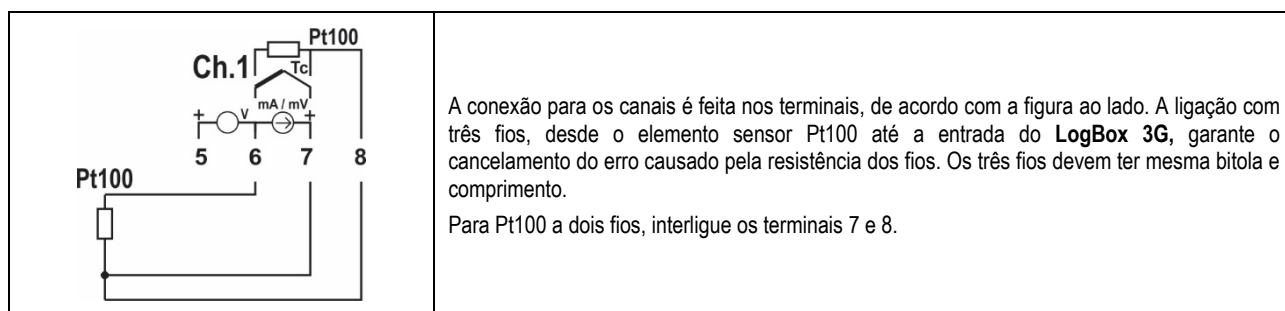 Pt100
Ch.1
Tc
mA / mV
+ V +
5 6 7 8
Pt100
A conexão para os canais é feita nos terminais, de acordo com a figura ao lado. A ligação com
três fios, desde o elemento sensor Pt100 até a entrada do LogBox 3G, garante o
cancelamento do erro causado pela resistência dos fios. Os três fios devem ter mesma bitola e
comprimento.
Para Pt100 a dois fios, interligue os terminais 7 e 8.